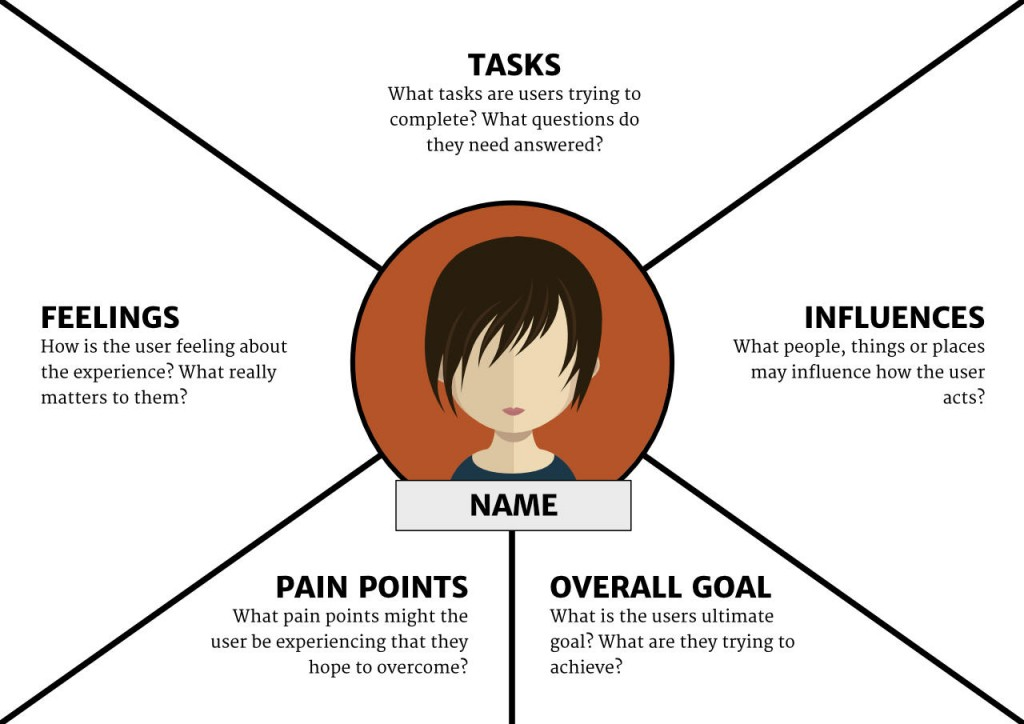 TASKS
What tasks are users trying to
complete? What questions do
they need answered?
FEELINGS
How is the user feeling about
the experience? What really
matters to them?
INFLUENCES
What people, things or places
may influence how the user
acts?
NAME
PAIN POINTS
What pain points might the
user be experiencing that they
hope to overcome?
OVERALL GOAL
What is the users ultimate
goal? What are they trying to
achieve?